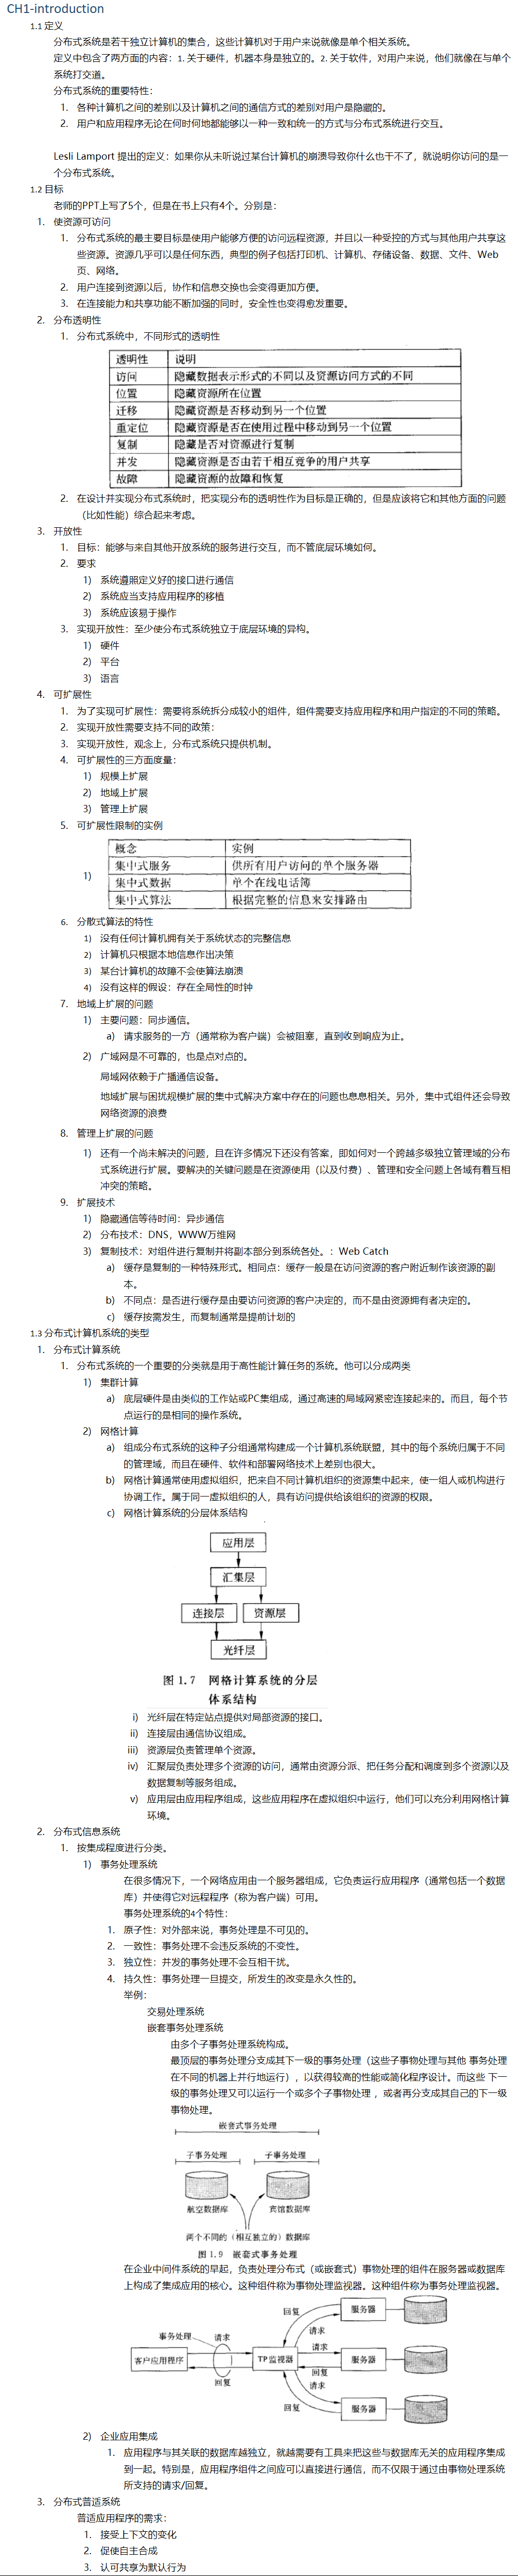 CH1-introduction
1.1 定义
分布式系统是若干独立计算机的集合，这些计算机对于用户来说就像是单个相关系统。
定义中包含了两方面的内容：1. 关于硬件，机器本身是独立的。2. 关于软件，对用户来说，他们就像在与单个
系统打交道。
分布式系统的重要特性：
1. 各种计算机之间的差别以及计算机之间的通信方式的差别对用户是隐藏的。
2. 用户和应用程序无论在何时何地都能够以一种一致和统一的方式与分布式系统进行交互。
Lesli Lamport 提出的定义：如果你从未听说过某台计算机的崩溃导致你什么也干不了，就说明你访问的是一
个分布式系统。
1.2 目标
老师的PPT上写了5个，但是在书上只有4个。分别是：
1. 使资源可访问
1. 分布式系统的最主要目标是使用户能够方便的访问远程资源，并且以一种受控的方式与其他用户共享这
些资源。资源几乎可以是任何东西，典型的例子包括打印机、计算机、存储设备、数据、文件、Web
页、网络。
2. 用户连接到资源以后，协作和信息交换也会变得更加方便。
3. 在连接能力和共享功能不断加强的同时，安全性也变得愈发重要。
2. 分布透明性
1. 分布式系统中，不同形式的透明性
透明性 说明
访问 隐藏数据表示形式的不同以及资源访问方式的不同
位置 隐藏资源所在位置
迁移 隐藏资源是否移动到另一个位置
重定位 隐藏资源是否在使用过程中移动到另一个位置
复制 隐藏是否对资源进行复制
并发 隐藏资源是否由若干相互竞争的用户共享
故障 隐藏资源的故障和恢复
2. 在设计并实现分布式系统时，把实现分布的透明性作为目标是正确的，但是应该将它和其他方面的问题
（比如性能）综合起来考虑。
3. 开放性
1. 目标：能够与来自其他开放系统的服务进行交互，而不管底层环境如何。
2. 要求
1) 系统遵照定义好的接口进行通信
2) 系统应当支持应用程序的移植
3) 系统应该易于操作
3. 实现开放性：至少使分布式系统独立于底层环境的异构。
1) 硬件
2) 平台
3) 语言
4. 可扩展性
1. 为了实现可扩展性：需要将系统拆分成较小的组件，组件需要支持应用程序和用户指定的不同的策略。
2. 实现开放性需要支持不同的政策：
3. 实现开放性，观念上，分布式系统只提供机制。
4. 可扩展性的三方面度量：
1) 规模上扩展
2) 地域上扩展
3) 管理上扩展
5. 可扩展性限制的实例
1)
概念 实例
集中式服务 供所有用户访问的单个服务器
集中式数据 单个在线电话簿
集中式算法 根据完整的信息来安排路由
6. 分散式算法的特性
1) 没有任何计算机拥有关于系统状态的完整信息
2) 计算机只根据本地信息作出决策
3) 某台计算机的故障不会使算法崩溃
4) 没有这样的假设：存在全局性的时钟
7. 地域上扩展的问题
1) 主要问题：同步通信。
a) 请求服务的一方（通常称为客户端）会被阻塞，直到收到响应为止。
2) 广域网是不可靠的，也是点对点的。
局域网依赖于广播通信设备。
地域扩展与困扰规模扩展的集中式解决方案中存在的问题也息息相关。另外，集中式组件还会导致
网络资源的浪费
8. 管理上扩展的问题
1) 还有一个尚未解决的问题，且在许多情况下还没有答案，即如何对一个跨越多级独立管理域的分布
式系统进行扩展。要解决的关键问题是在资源使用（以及付费）、管理和安全问题上各域有着互相
冲突的策略。
9. 扩展技术
1) 隐藏通信等待时间：异步通信
2) 分布技术：DNS，WWW万维网
3) 复制技术：对组件进行复制并将副本部分到系统各处。：Web Catch
a) 缓存是复制的一种特殊形式。相同点：缓存一般是在访问资源的客户附近制作该资源的副
本。
b) 不同点：是否进行缓存是由要访问资源的客户决定的，而不是由资源拥有者决定的。
c) 缓存按需发生，而复制通常是提前计划的
1.3 分布式计算机系统的类型
1. 分布式计算系统
1. 分布式系统的一个重要的分类就是用于高性能计算任务的系统。他可以分成两类
1) 集群计算
a) 底层硬件是由类似的工作站或PC集组成，通过高速的局域网紧密连接起来的。而且，每个节
点运行的是相同的操作系统。
2) 网格计算
a) 组成分布式系统的这种子分组通常构建成一个计算机系统联盟，其中的每个系统归属于不同
的管理域，而且在硬件、软件和部署网络技术上差别也很大。
b) 网格计算通常使用虚拟组织，把来自不同计算机组织的资源集中起来，使一组人或机构进行
协调工作。属于同一虚拟组织的人，具有访问提供给该组织的资源的权限。
c) 网格计算系统的分层体系结构
应用层
汇集层
连接层 资源层
光纤层
图 1.7 网格计算系统的分层
体系结构
i) 光纤层在特定站点提供对局部资源的接口。
ii) 连接层由通信协议组成。
iii) 资源层负责管理单个资源。
iv) 汇聚层负责处理多个资源的访问，通常由资源分派、把任务分配和调度到多个资源以及
数据复制等服务组成。
v) 应用层由应用程序组成，这些应用程序在虚拟组织中运行，他们可以充分利用网格计算
环境。
2. 分布式信息系统
1. 按集成程度进行分类。
1) 事务处理系统
在很多情况下，一个网络应用由一个服务器组成，它负责运行应用程序（通常包括一个数据
库）并使得它对远程程序（称为客户端）可用。
事务处理系统的4个特性：
1. 原子性：对外部来说，事务处理是不可见的。
2. 一致性：事务处理不会违反系统的不变性。
3. 独立性：并发的事务处理不会互相干扰。
4. 持久性：事务处理一旦提交，所发生的改变是永久性的。
举例：
交易处理系统
嵌套事务处理系统
由多个子事务处理系统构成。
最顶层的事务处理分支成其下一级的事务处理（这些子事物处理与其他 事务处理
在不同的机器上并行地运行），以获得较高的性能或简化程序设计。而这些 下一
级的事务处理又可以运行一个或多个子事物处理 ，或者再分支成其自己的下一级
事物处理。
嵌套式事务处理
子事务处理 子事务处理
航空数据库 宾馆数据库
两个不同的（相互独立的）数据库
图 1.9 嵌套式事务处理
在企业中间件系统的早起，负责处理分布式（或嵌套式）事物处理的组件在服务器或数据库
上构成了集成应用的核心。这种组件称为事物处理监视器。这种组件称为事务处理监视器。
回复 服务器
请求
事务处理 请求 请求
客户应用程序 TP监视器 服务器
回复 回复
请求
回复 服务器
2) 企业应用集成
1. 应用程序与其关联的数据库越独立，就越需要有工具来把这些与数据库无关的应用程序集成
到一起。特别是，应用程序组件之间应可以直接进行通信，而不仅限于通过由事物处理系统
所支持的请求/回复。
3. 分布式普适系统
普适应用程序的需求：
1. 接受上下文的变化
2. 促使自主合成
3. 认可共享为默认行为